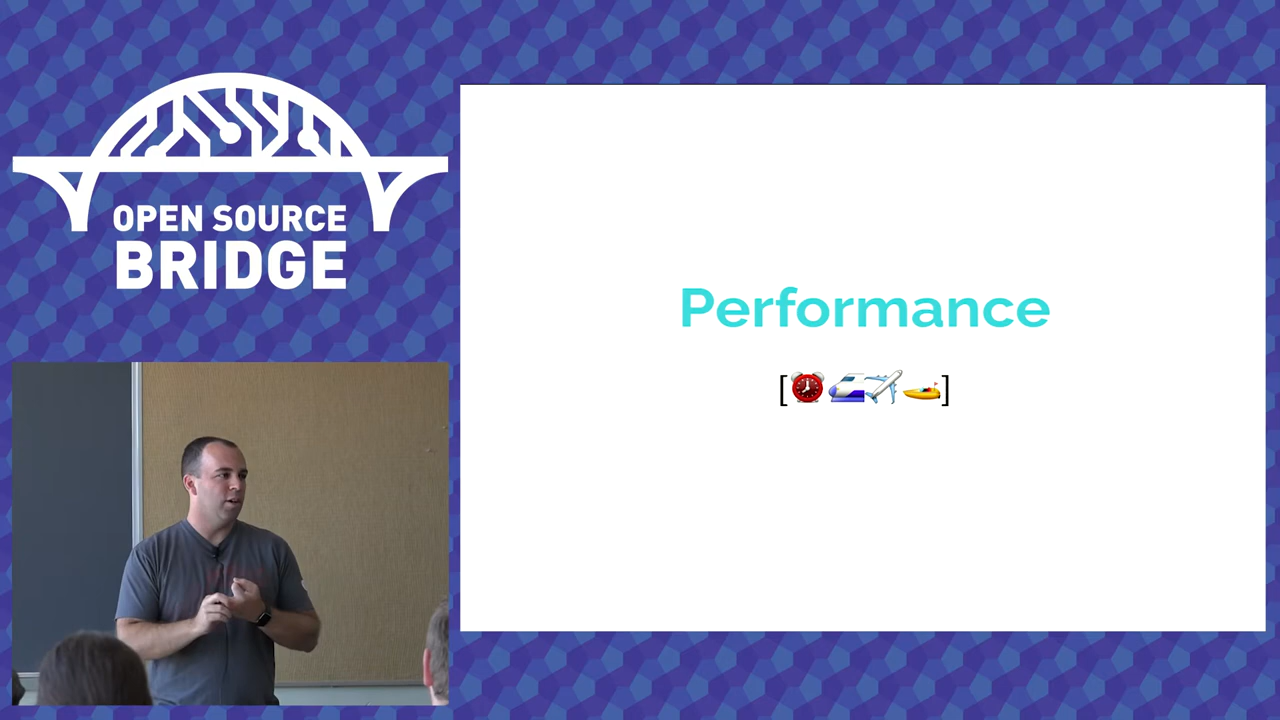 OPEN SOURCE
BRIDGE
Performance
[⏰🚄✈️🚤]